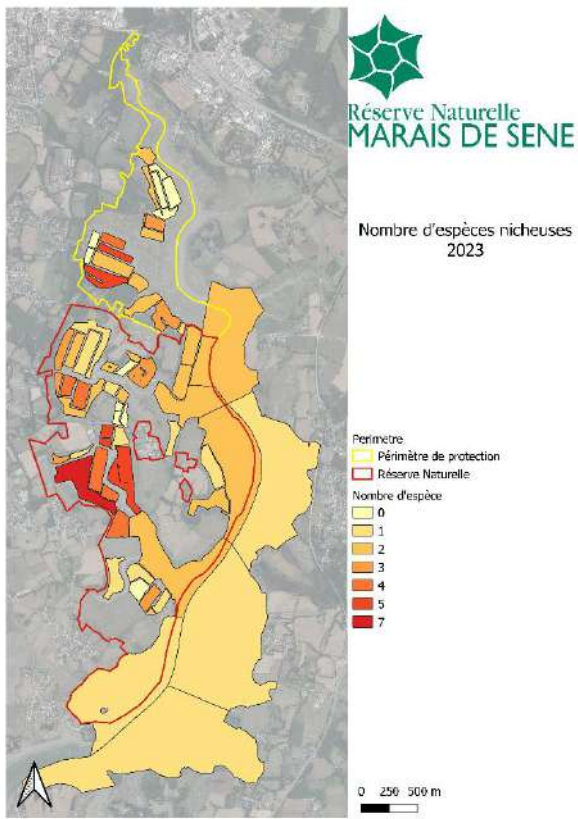 Réserve Naturelle
MARAIS DE SENE
Nombre d'espèces nicheuses
2023
Perimetre
Périmètre de protection
Réserve Naturelle
Nombre d'espèce
0
1
2
3
4
5
7
0 250 500 m